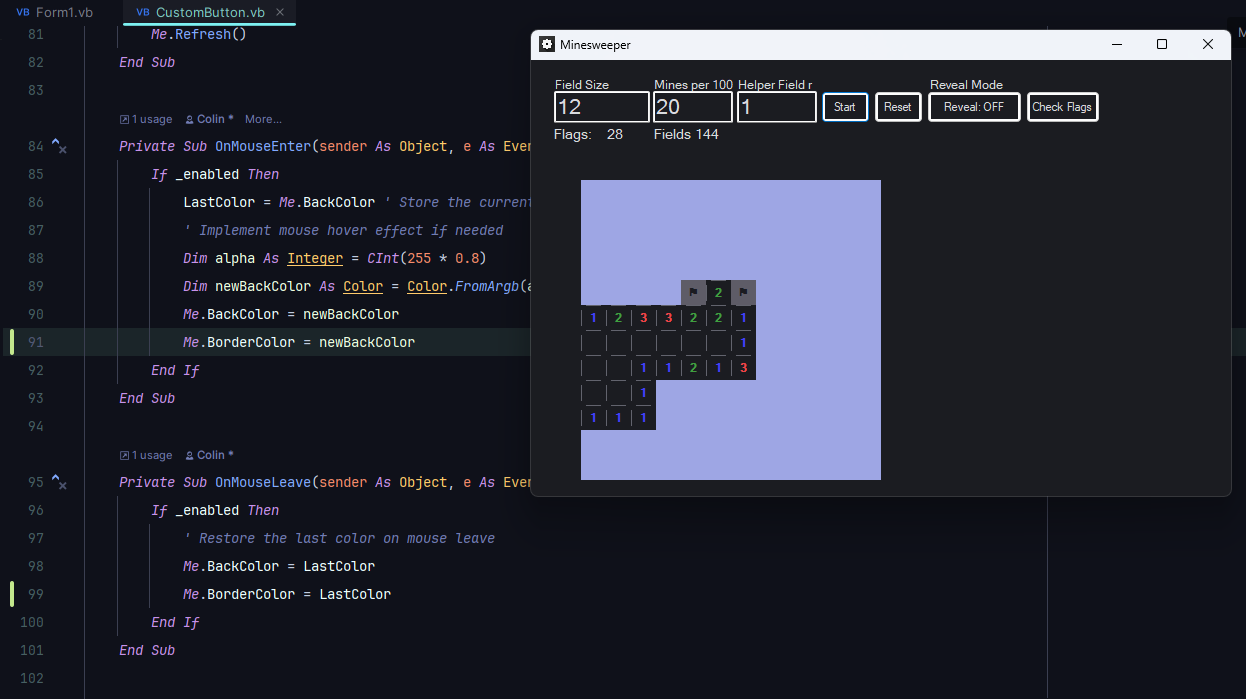 VB Form1.vb
VB CustomButton.vb ×
81 Me.Refresh()
82 End Sub
83
1 usage Colin * More...
84 Private Sub OnMouseEnter(sender As Object, e As Even
85 If _enabled Then
86 LastColor = Me.BackColor ' Store the current
87 ' Implement mouse hover effect if needed
88 Dim alpha As Integer = CInt(255 * 0.8)
89 Dim newBackColor As Color = Color.FromArgb(a
90 Me.BackColor = newBackColor
91 Me.BorderColor = newBackColor
92 End If
93 End Sub
94
1 usage Colin *
95 Private Sub OnMouseLeave(sender As Object, e As Even
96 If _enabled Then
97 ' Restore the last color on mouse leave
98 Me.BackColor = LastColor
99 Me.BorderColor = LastColor
100 End If
101 End Sub
102
Minesweeper
Field Size Mines per 100 Helper Field r Reveal Mode
12 20 1 Start Reset Reveal: OFF Check Flags
Flags: 28 Fields 144
2
1 2 3 3 2 2 1
1
1 1 2 1 3
1
1 1 1
M